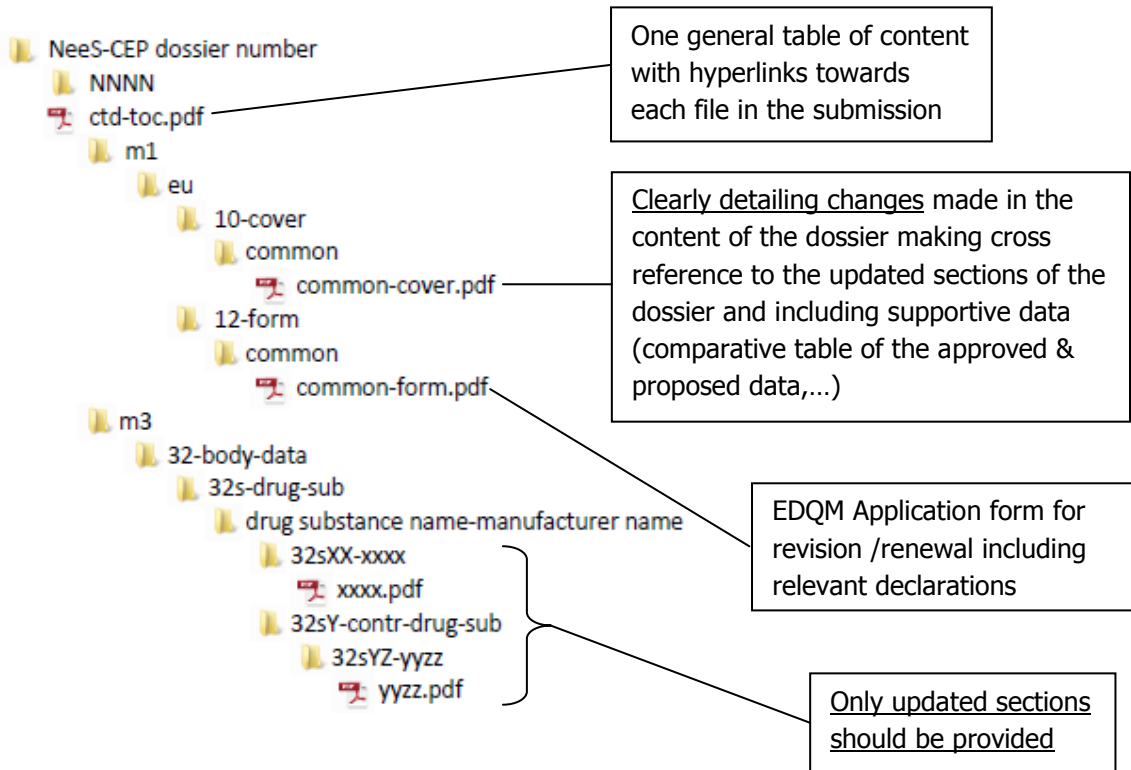 NeeS-CEP dossier number
NNNN
ctd-toc.pdf
m1
eu
10-cover
common
common-cover.pdf
12-form
common
common-form.pdf
m3
32-body-data
32s-drug-sub
drug substance name-manufacturer name
32sXX-xxxx
xxxx.pdf
32sY-contr-drug-sub
32sYZ-yyzz
yyzz.pdf
One general table of content
with hyperlinks towards
each file in the submission
Clearly detailing changes made in the
content of the dossier making cross
reference to the updated sections of the
dossier and including supportive data
(comparative table of the approved &
proposed data,...)
EDQM Application form for
revision /renewal including
relevant declarations
Only updated sections
should be provided